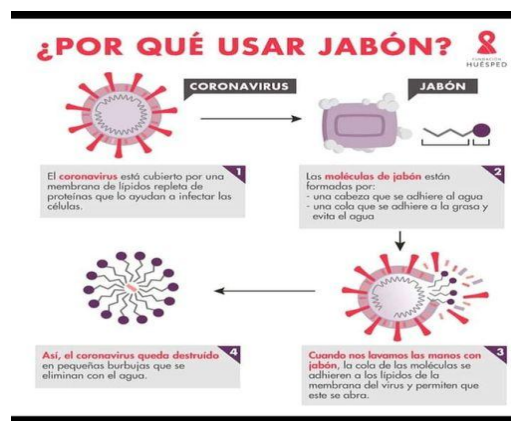 ¿POR QUÉ USAR JABÓN?
FUNDACIÓN
HUÉSPED
CORONAVIRUS
JABÓN
1
El coronavirus está cubierto por una
membrana de lípidos repleta de
proteínas que lo ayudan a infectar las
células.
2
Las moléculas de jabón están
formadas por:
- una cabeza que se adhiere al agua
- una cola que se adhiere a la grasa y
evita el agua
3
Cuando nos lavamos las manos con
jabón, la cola de las moléculas se
adhieren a los lípidos de la
membrana del virus y permiten que
este se abra.
4
Así, el coronavirus queda destruido
en pequeñas burbujas que se
eliminan con el agua.